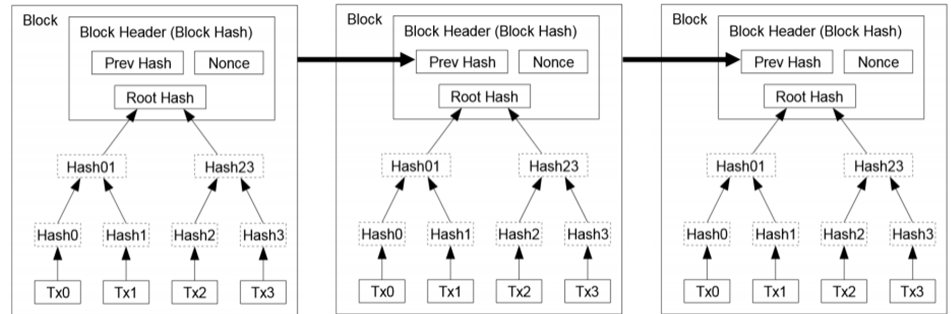 Block
Block Header (Block Hash)
Prev Hash
Nonce
Root Hash
Hash01
Hash23
Hash0
Hash1
Hash2
Hash3
Tx0
Tx1
Tx2
Tx3
Block
Block Header (Block Hash)
Prev Hash
Nonce
Root Hash
Hash01
Hash23
Hash0
Hash1
Hash2
Hash3
Tx0
Tx1
Tx2
Tx3
Block
Block Header (Block Hash)
Prev Hash
Nonce
Root Hash
Hash01
Hash23
Hash0
Hash1
Hash2
Hash3
Tx0
Tx1
Tx2
Tx3